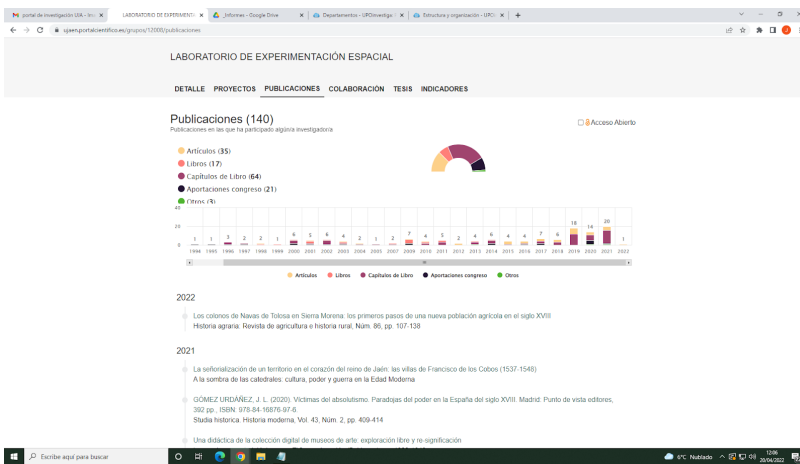 portal de investigación UIA - Inv
LABORATORIO DE EXPERIMENTA
_Informes - Google Drive
Departamentos - UPOinvestiga
Estructura y organización - UPO
ujaen.portalcientifico.es/grupos/12008/publicaciones
LABORATORIO DE EXPERIMENTACIÓN ESPACIAL
DETALLE PROYECTOS PUBLICACIONES COLABORACIÓN TESIS INDICADORES
Publicaciones (140)
Publicaciones en las que ha participado algún/a investigador/a
Acceso Abierto
Artículos (35)
Libros (17)
Capítulos de Libro (64)
Aportaciones congreso (21)
Otros (3)
40
20
0
1 3 2 2 2 1 6 5 6 4 2 1 2 7 4 5 2 4 6 4 4 7 6 18 14 20 1
1994 1995 1996 1997 1998 1999 2000 2001 2002 2003 2004 2005 2007 2009 2010 2011 2012 2013 2014 2015 2016 2017 2018 2019 2020 2021 2022
Artículos Libros Capítulos de Libro Aportaciones congreso Otros
2022
Los colonos de Navas de Tolosa en Sierra Morena: los primeros pasos de una nueva población agrícola en el siglo XVIII
Historia agraria: Revista de agricultura e historia rural, Núm. 86, pp. 107-138
2021
La señorialización de un territorio en el corazón del reino de Jaén: las villas de Francisco de los Cobos (1537-1548)
A la sombra de las catedrales: cultura, poder y guerra en la Edad Moderna
GÓMEZ URDÁÑEZ, J. L. (2020). Víctimas del absolutismo. Paradojas del poder en la España del siglo XVIII. Madrid: Punto de vista editores,
392 pp., ISBN: 978-84-16876-97-6.
Studia historica. Historia moderna, Vol. 43, Núm. 2, pp. 409-414
Una didáctica de la colección digital de museos de arte: exploración libre y re-significación
Escribe aquí para buscar
6°C Nublado
12:06
20/04/2022